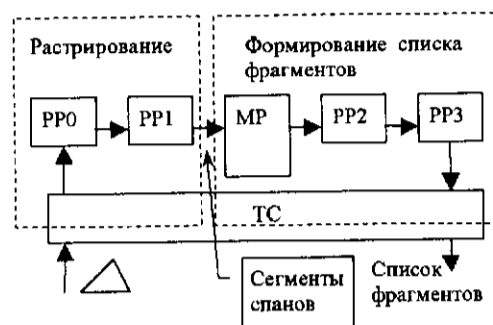 Растрирование
Формирование списка
фрагментов
PP0
PP1
MP
PP2
PP3
TC
Сегменты
спанов
Список
фрагментов